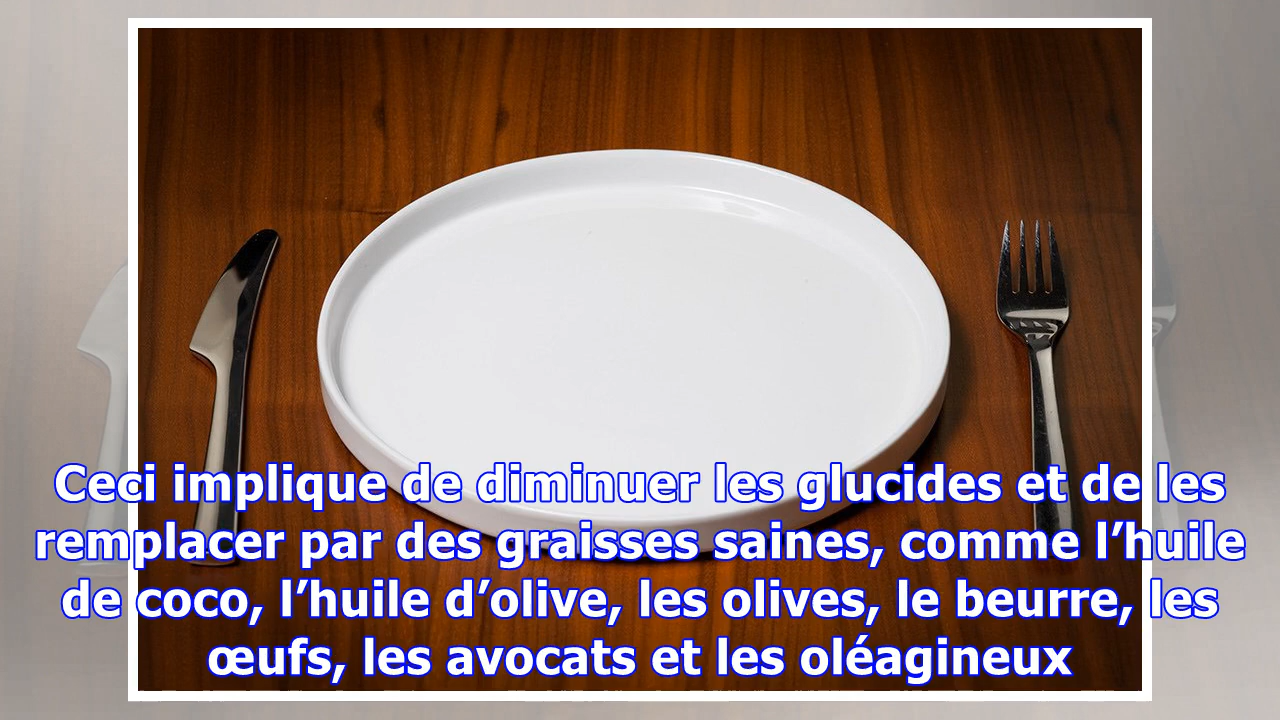 Ceci implique de diminuer les glucides et de les
remplacer par des graisses saines, comme l’huile
de coco, l’huile d’olive, les olives, le beurre, les
œufs, les avocats et les oléagineux